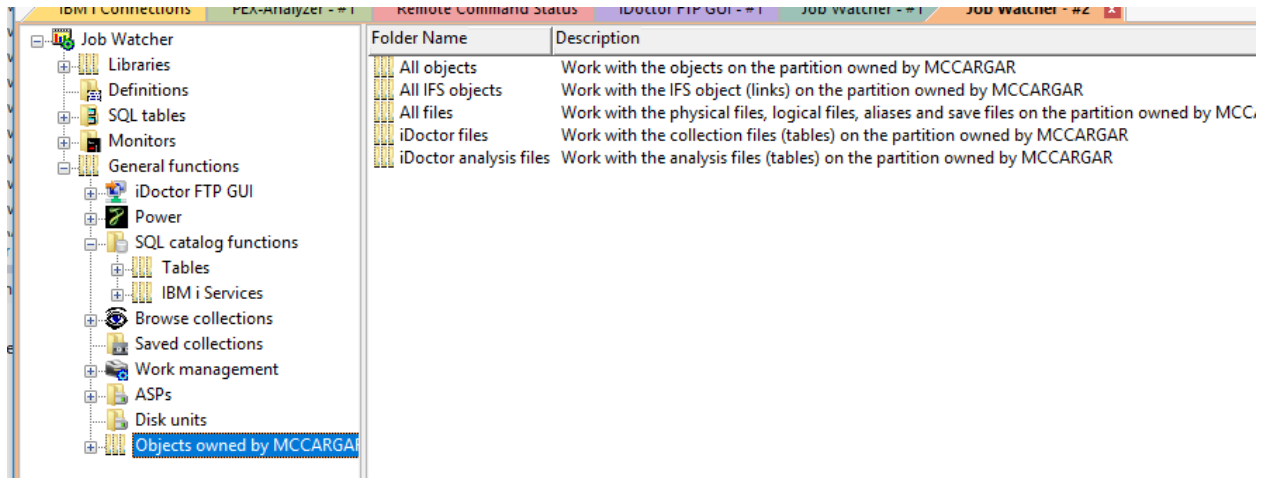 IBM i Connections PEX-Analyzer - #1 Remote Command Status iDoctor FTP GUI - #1 Job Watcher - #1 Job Watcher - #2
Job Watcher
Libraries
Definitions
SQL tables
Monitors
General functions
iDoctor FTP GUI
Power
SQL catalog functions
Tables
IBM i Services
Browse collections
Saved collections
Work management
ASPs
Disk units
Objects owned by MCCARGAR
Folder Name Description
All objects Work with the objects on the partition owned by MCCARGAR
All IFS objects Work with the IFS object (links) on the partition owned by MCCARGAR
All files Work with the physical files, logical files, aliases and save files on the partition owned by MCC
iDoctor files Work with the collection files (tables) on the partition owned by MCCARGAR
iDoctor analysis files Work with the analysis files (tables) on the partition owned by MCCARGAR